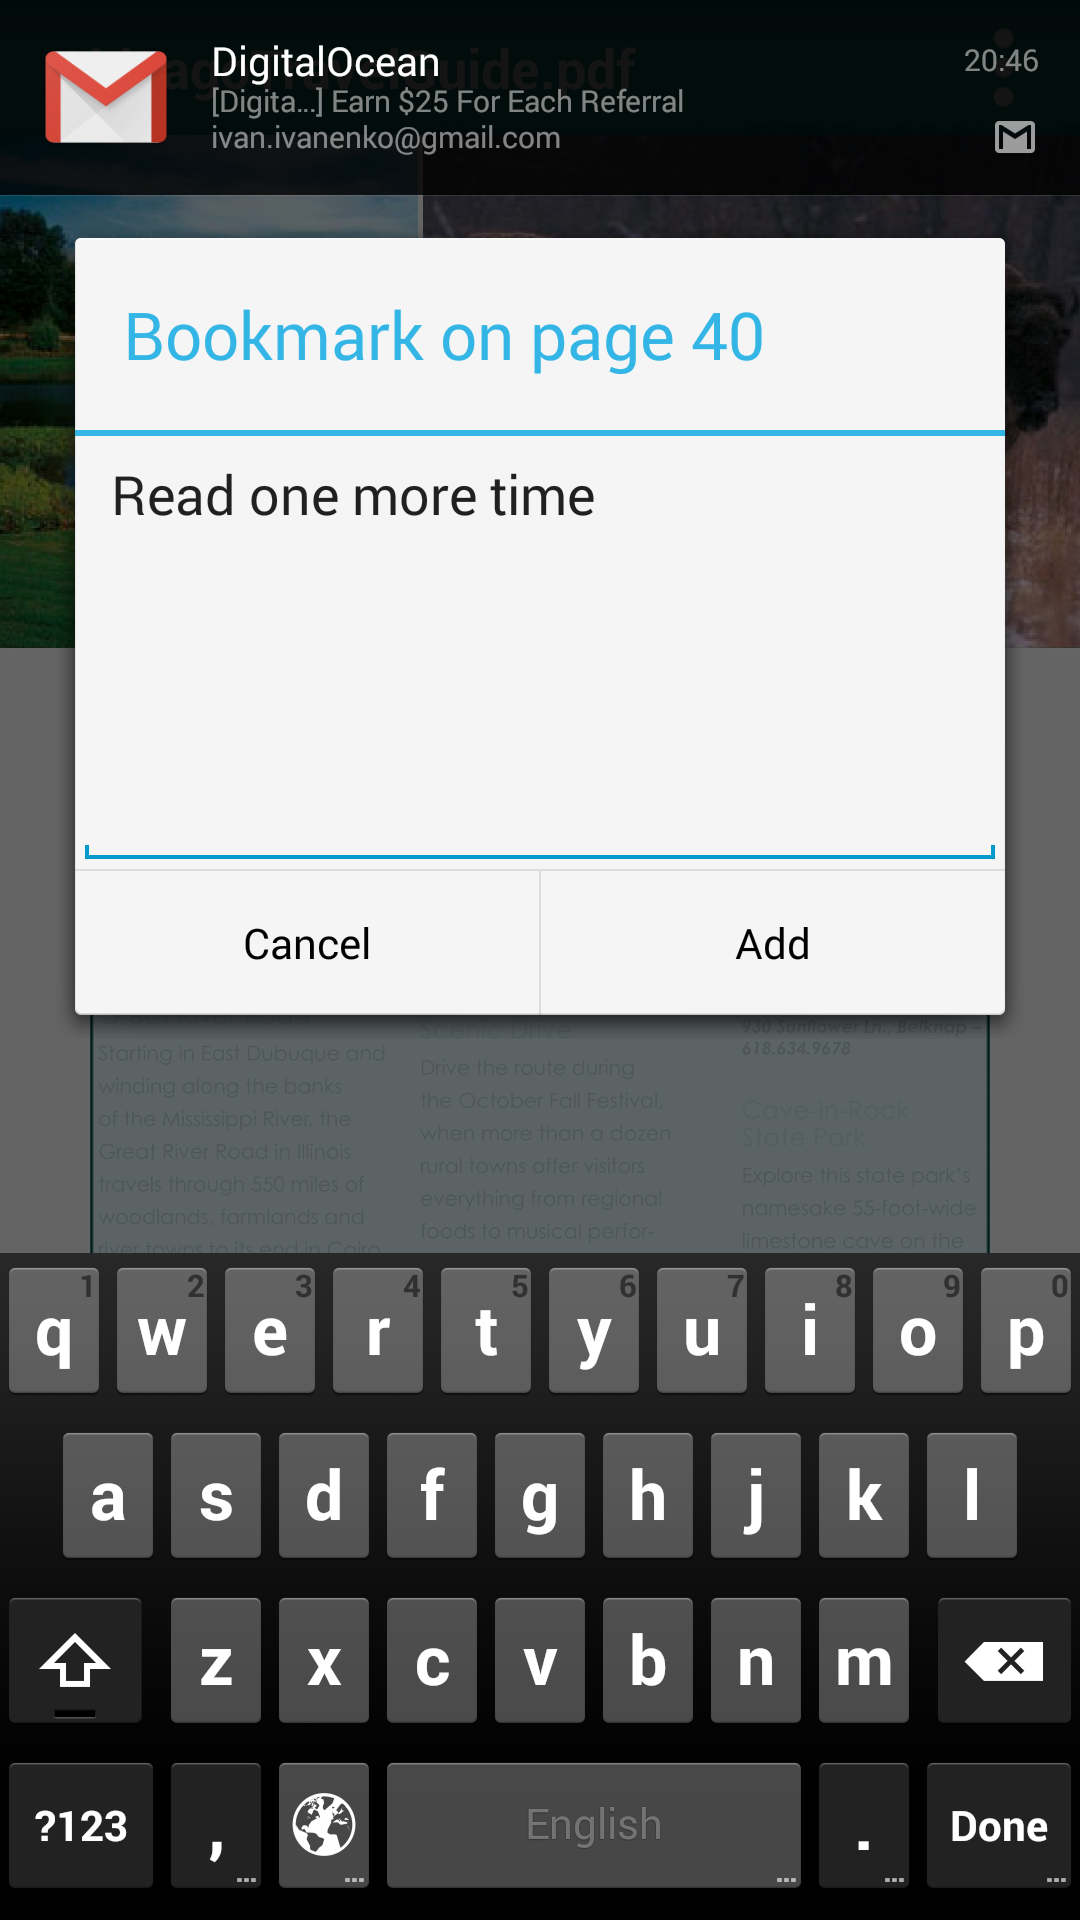 DigitalOcean
20:46
[Digita...] Earn $25 For Each Referral
ivan.ivanenko@gmail.com
Bookmark on page 40
Read one more time
Cancel
Add
Starting in East Dubuque and
winding along the banks
of the Mississippi River, the
Great River Road in Illinois
travels through 550 miles of
woodlands, farmlands and
river towns to its end in Cairo
Scenic Drive
Drive the route during
the October Fall Festival,
when more than a dozen
rural towns offer visitors
everything from regional
foods to musical perfor-
930 Sunflower Ln., Belknap –
618.634.9678
Cave-in-Rock
State Park
Explore this state park's
namesake 55-foot-wide
limestone cave on the
1 2 3 4 5 6 7 8 9 0
q w e r t y u i o p
a s d f g h j k l
z x c v b n m
?123 , English . Done